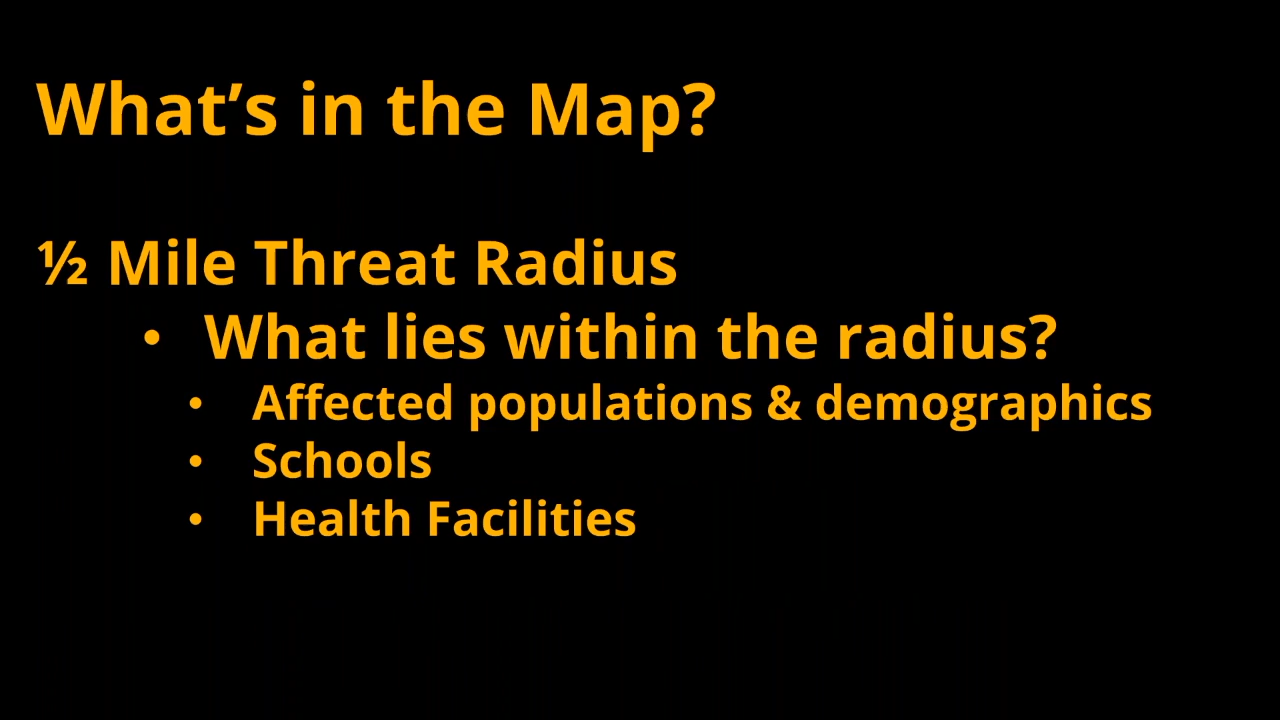 What’s in the Map?
½ Mile Threat Radius
• What lies within the radius?
• Affected populations & demographics
• Schools
• Health Facilities